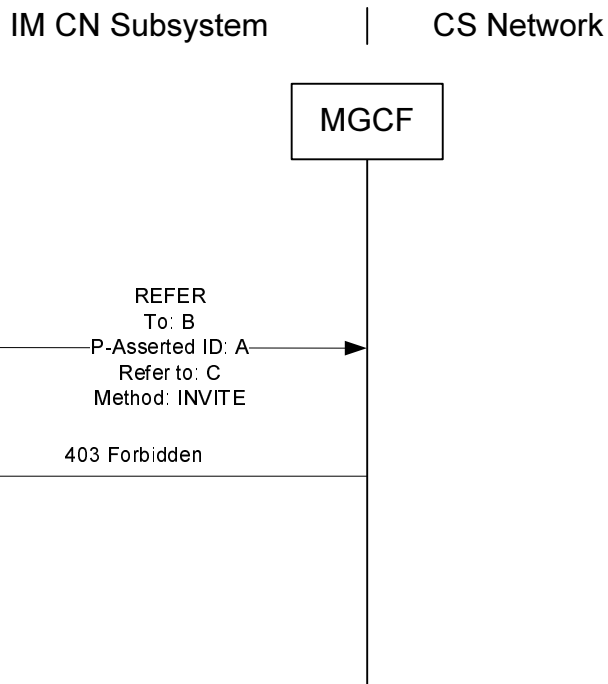 IM CN Subsystem | CS Network
MGCF
REFER
To: B
P-Asserted ID: A
Refer to: C
Method: INVITE
403 Forbidden